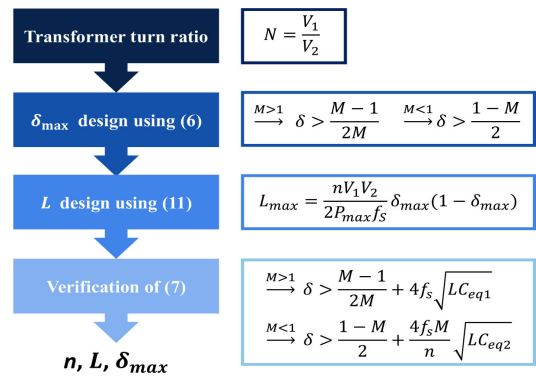 Transformer turn ratio
N = V₁/V₂
δmax design using (6)
M>1 → δ > (M − 1)/(2M)    M<1 → δ > (1 − M)/2
L design using (11)
Lmax = (nV₁V₂)/(2Pmax fs) δmax(1 − δmax)
Verification of (7)
M>1 → δ > (M − 1)/(2M) + 4fs√(LCeq1)
M<1 → δ > (1 − M)/2 + (4fsM)/n √(LCeq2)
n, L, δmax